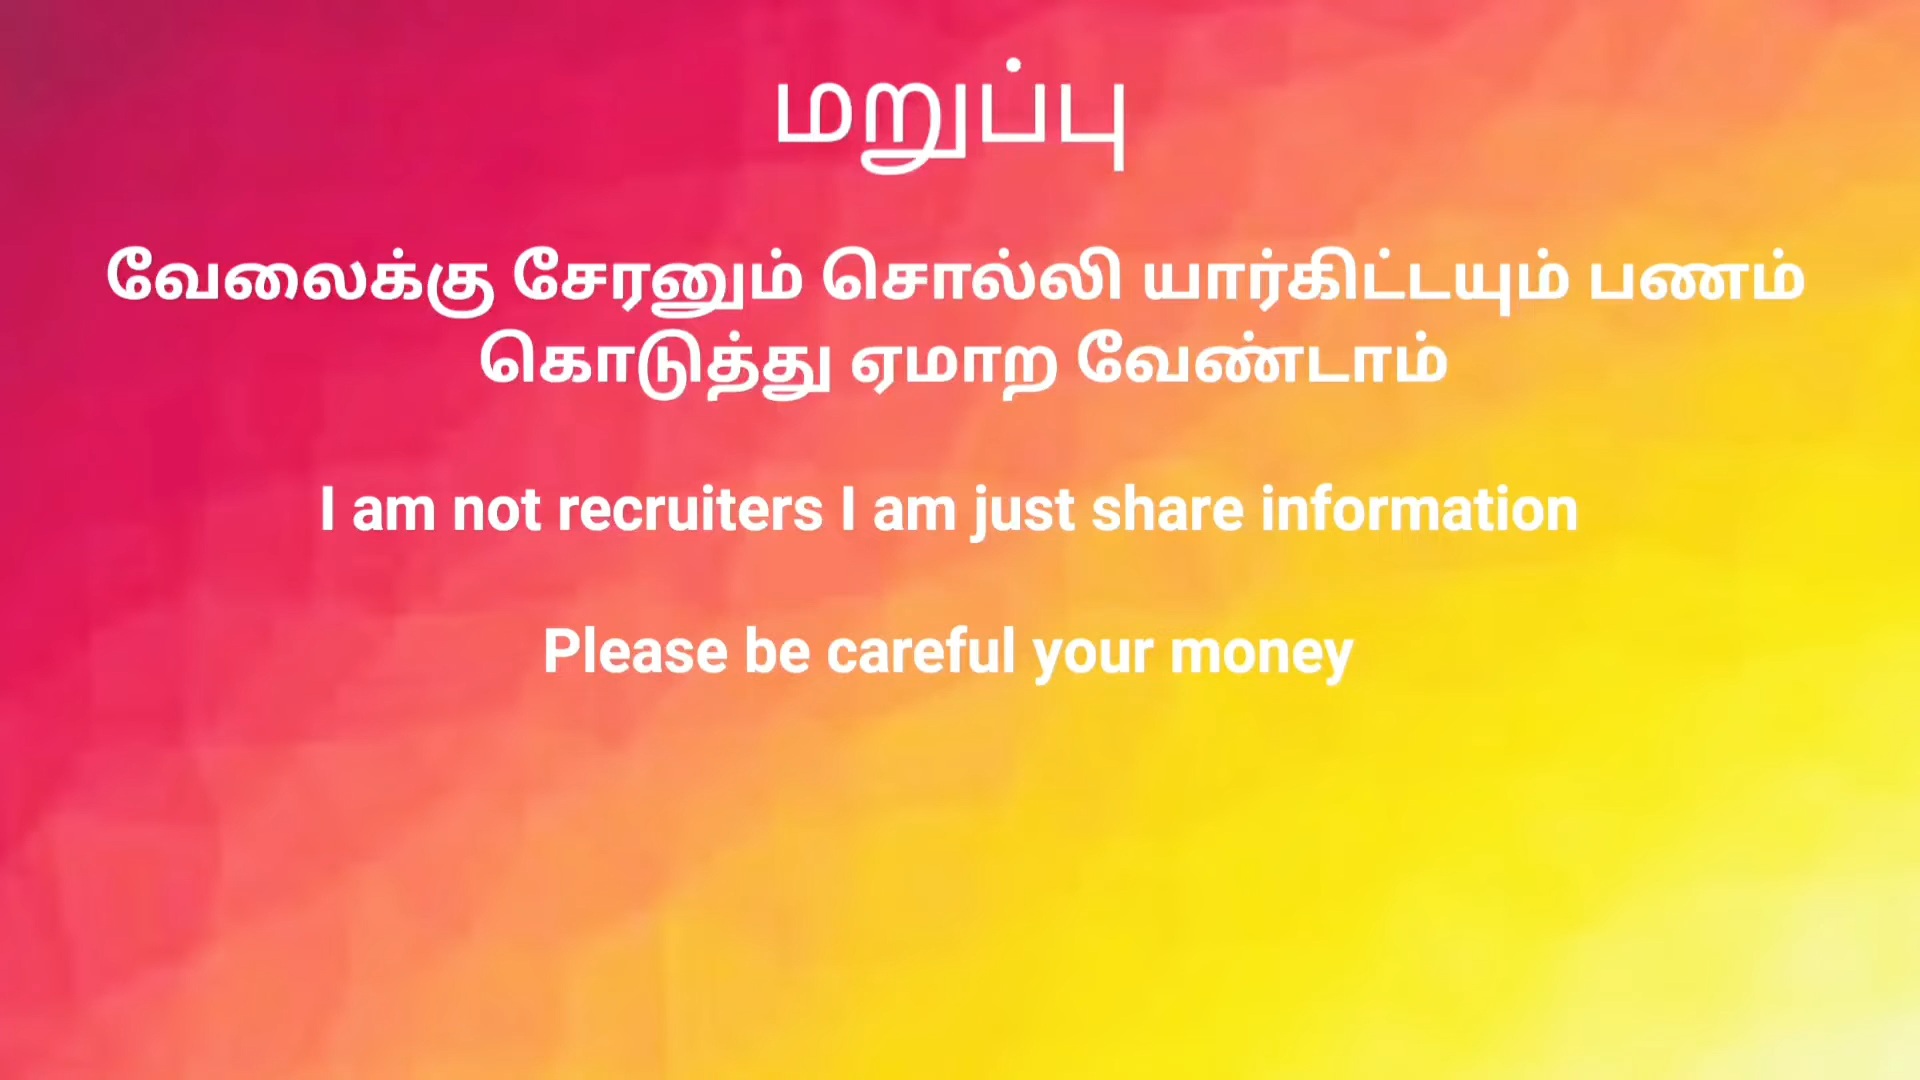 மறுப்பு
வேலைக்கு சேரனும் சொல்லி யார்கிட்டயும் பணம்
கொடுத்து ஏமாற வேண்டாம்
I am not recruiters I am just share information
Please be careful your money